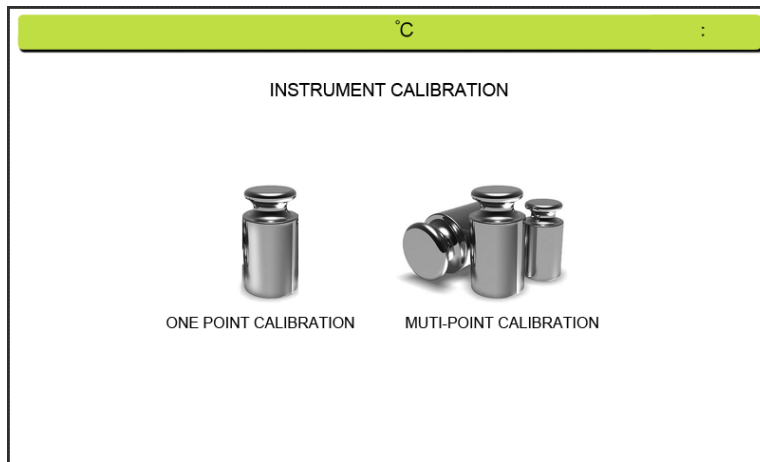 °C :
INSTRUMENT CALIBRATION
ONE POINT CALIBRATION MUTI-POINT CALIBRATION